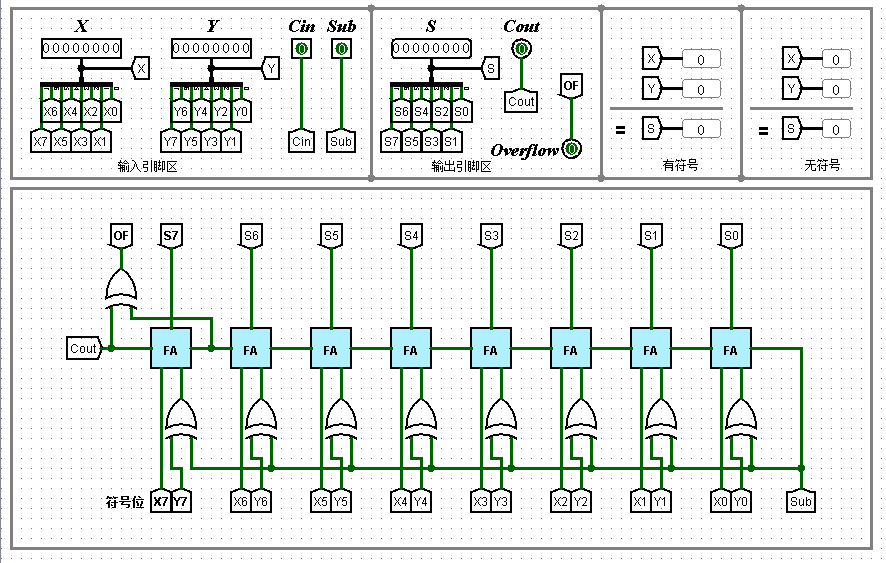 X Y Cin Sub S Cout
00000000 00000000 0 0 00000000 0
X Y S OF X 0 X 0
Y 0 Y 0
X6 X4 X2 X0 Y6 Y4 Y2 Y0 S6 S4 S2 S0 Cout
X7 X5 X3 X1 Y7 Y5 Y3 Y1 Cin Sub S7 S5 S3 S1 = S 0 = S 0
Overflow 0
输入引脚区 输出引脚区 有符号 无符号
OF S7 S6 S5 S4 S3 S2 S1 S0
Cout FA FA FA FA FA FA FA FA
符号位 X7 Y7 X6 Y6 X5 Y5 X4 Y4 X3 Y3 X2 Y2 X1 Y1 X0 Y0 Sub